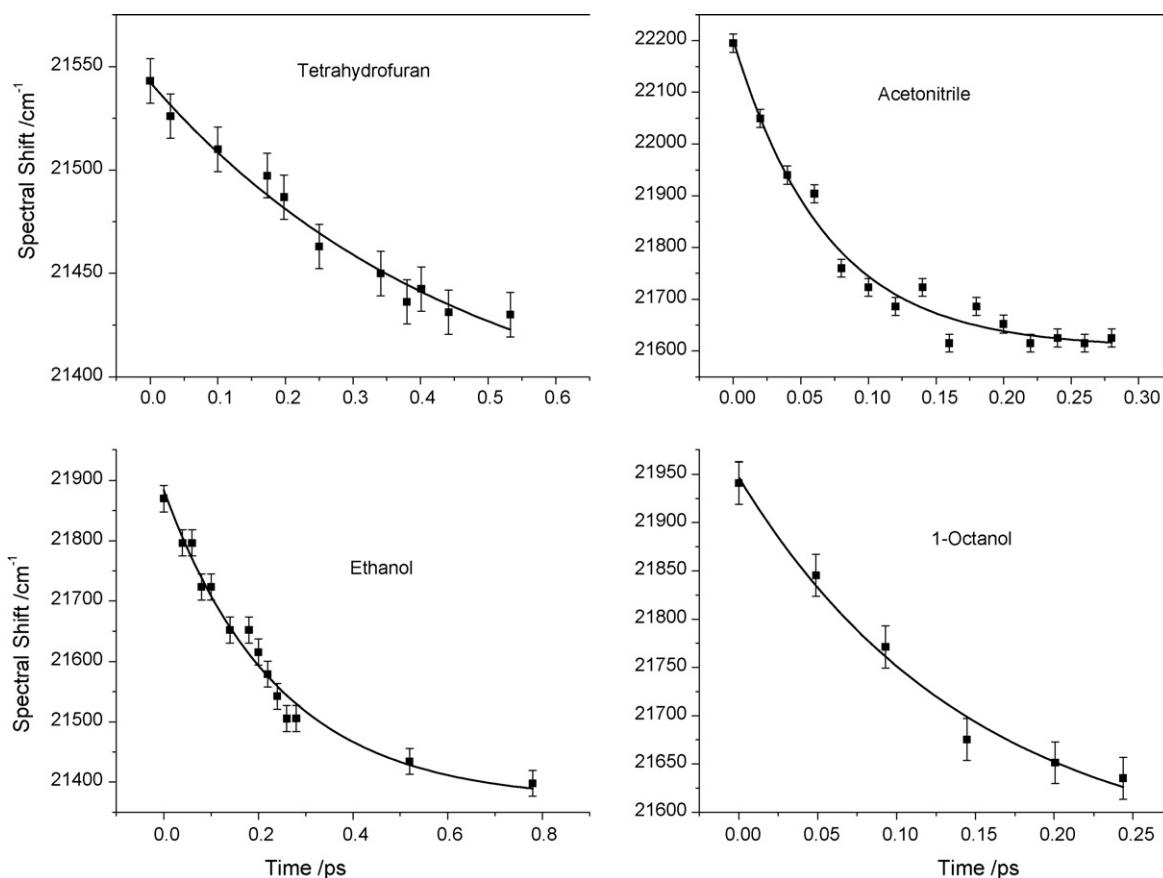 Spectral Shift /cm-1
21550
21500
21450
21400
Tetrahydrofuran
0.0 0.1 0.2 0.3 0.4 0.5 0.6
22200
22100
22000
21900
21800
21700
21600
Acetonitrile
0.00 0.05 0.10 0.15 0.20 0.25 0.30
Spectral Shift /cm-1
21900
21800
21700
21600
21500
21400
Ethanol
0.0 0.2 0.4 0.6 0.8
Time /ps
21950
21900
21850
21800
21750
21700
21650
21600
1-Octanol
0.00 0.05 0.10 0.15 0.20 0.25
Time /ps